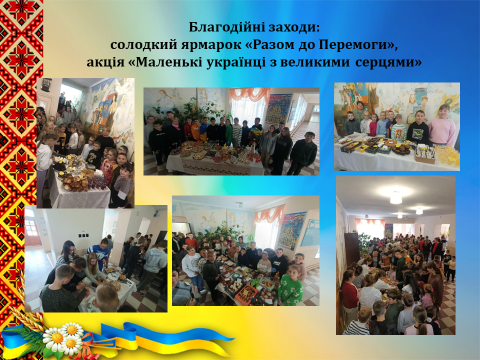 Благодійні заходи:
солодкий ярмарок «Разом до Перемоги»,
акція «Маленькі українці з великими серцями»